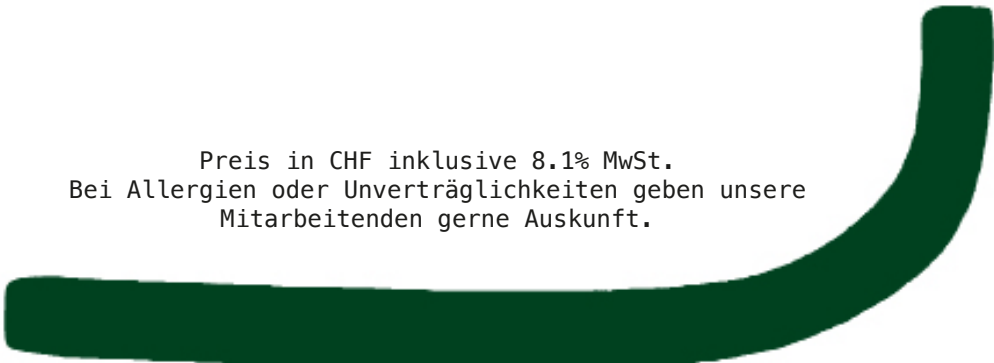 Preis in CHF inklusive 8.1% MwSt.
Bei Allergien oder Unverträglichkeiten geben unsere
Mitarbeitenden gerne Auskunft.